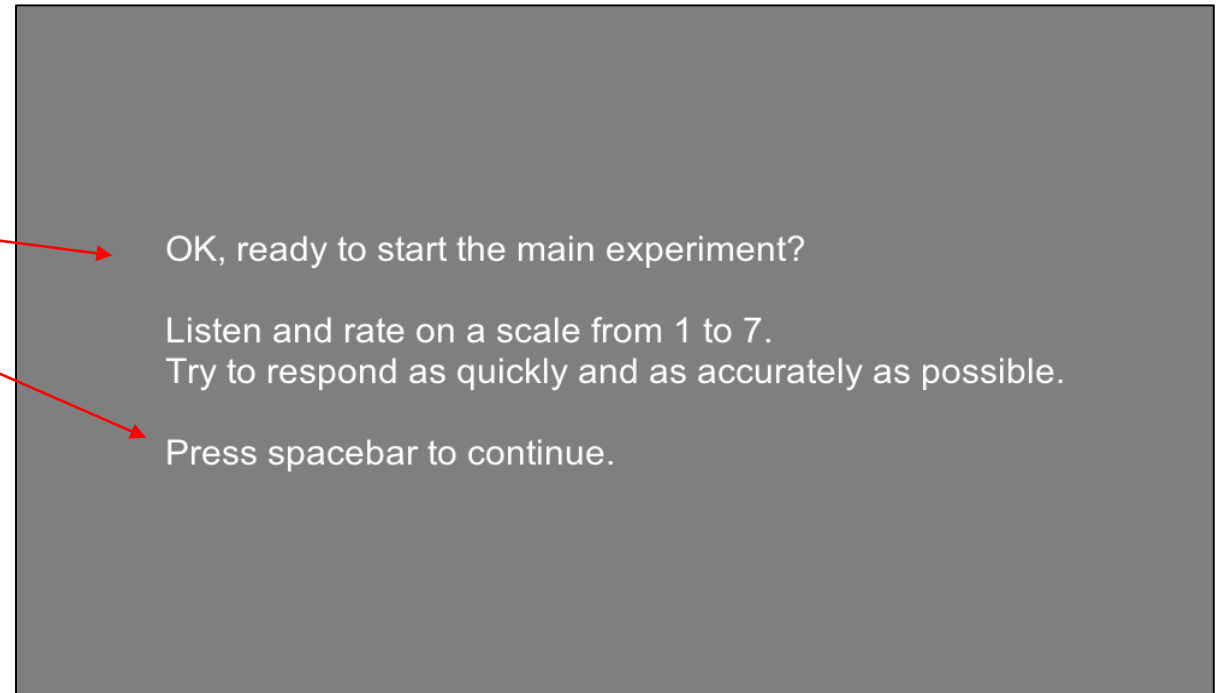 OK, ready to start the main experiment?
Listen and rate on a scale from 1 to 7.
Try to respond as quickly and as accurately as possible.
Press spacebar to continue.